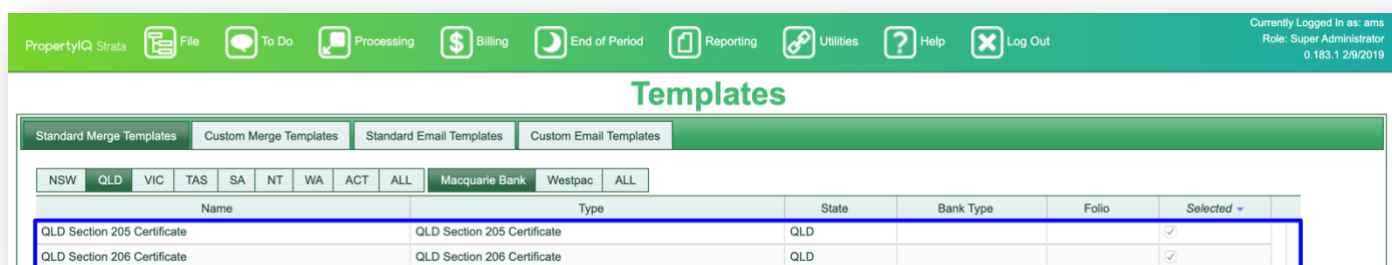 Currently Logged In as: ams
PropertyIQ Strata File To Do Processing Billing End of Period Reporting Utilities Help Log Out Role: Super Administrator
0.183.1 2/9/2019
Templates
Standard Merge Templates Custom Merge Templates Standard Email Templates Custom Email Templates
NSW QLD VIC TAS SA NT WA ACT ALL Macquarie Bank Westpac ALL
Name Type State Bank Type Folio Selected
QLD Section 205 Certificate QLD Section 205 Certificate QLD
QLD Section 206 Certificate QLD Section 206 Certificate QLD